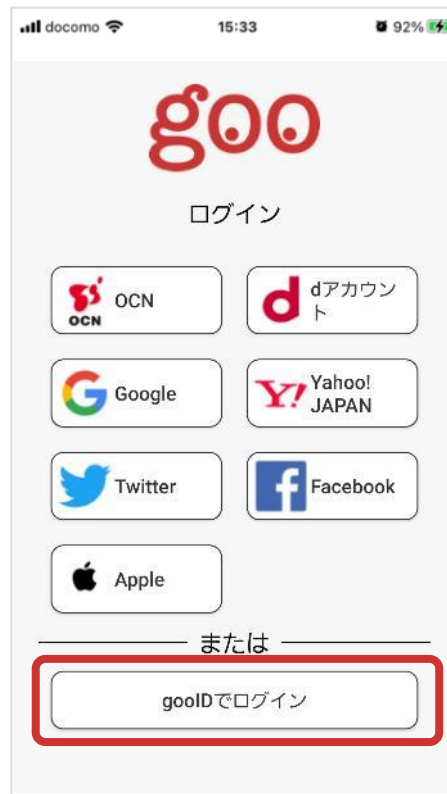 docomo 15:33 92%
goo
ログイン
OCN OCN
dアカウン
ト
Google
Yahoo!
JAPAN
Twitter
Facebook
Apple
または
gooIDでログイン